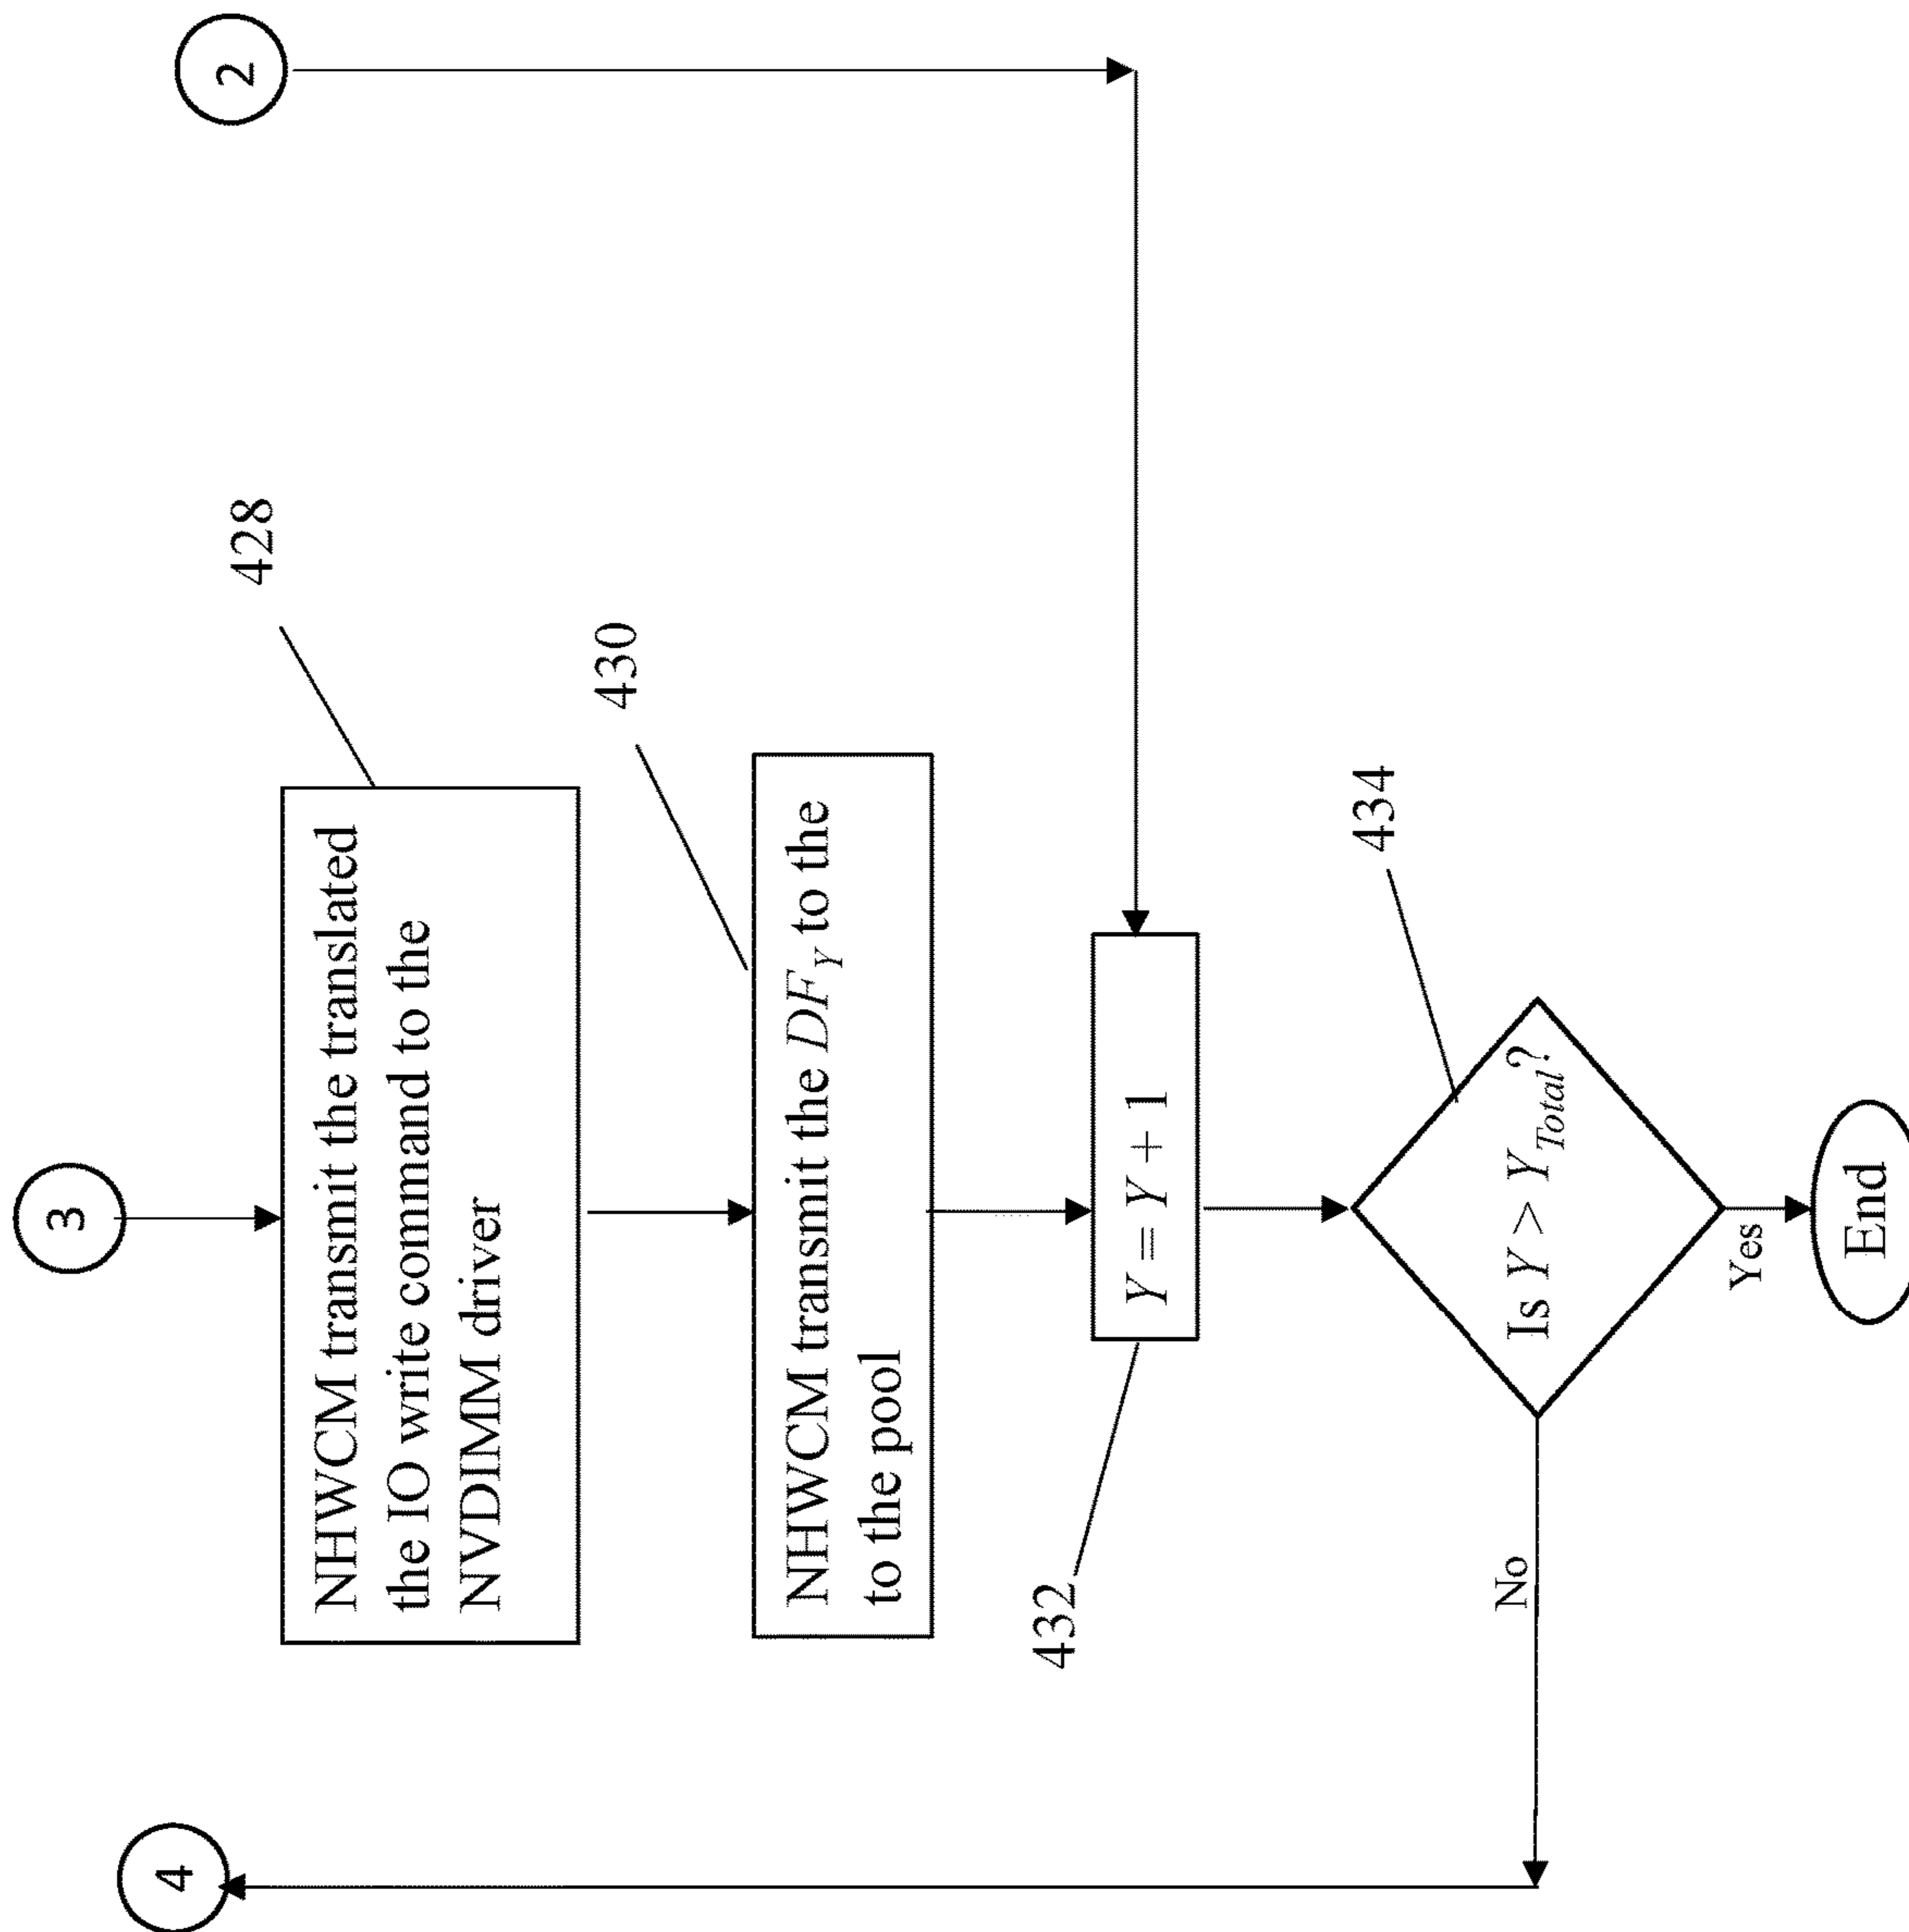 3
2
4
428
NHWCM transmit the translated
the IO write command to the
NVDIMM driver
430
NHWCM transmit the DF_Y to the
to the pool
432
Y = Y + 1
434
Is Y > Y_Total?
No
Yes
End